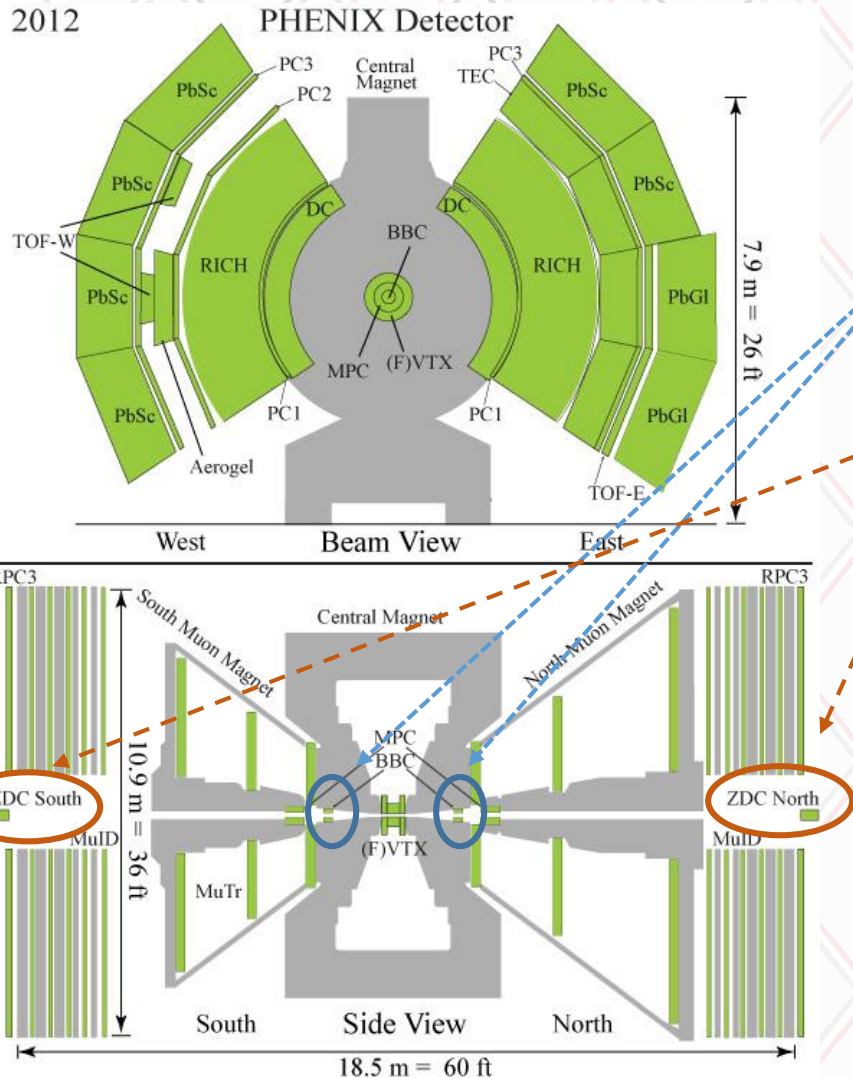 2012 PHENIX Detector
Central
Magnet
PC3
PC2
PbSc
PbSc
TOF-W
PbSc
PbSc
RICH
DC
BBC
MPC
(F)VTX
PC1
Aerogel
PC3
TEC
PbSc
PbSc
DC
RICH
PbGl
PbGl
PC1
TOF-E
7.9 m = 26 ft
West Beam View East
RPC3
South Muon Magnet
Central Magnet
North Muon Magnet
RPC3
MPC
BBC
ZDC South
ZDC North
MuID
10.9 m = 36 ft
(F)VTX
MuID
MuTr
South Side View North
18.5 m = 60 ft